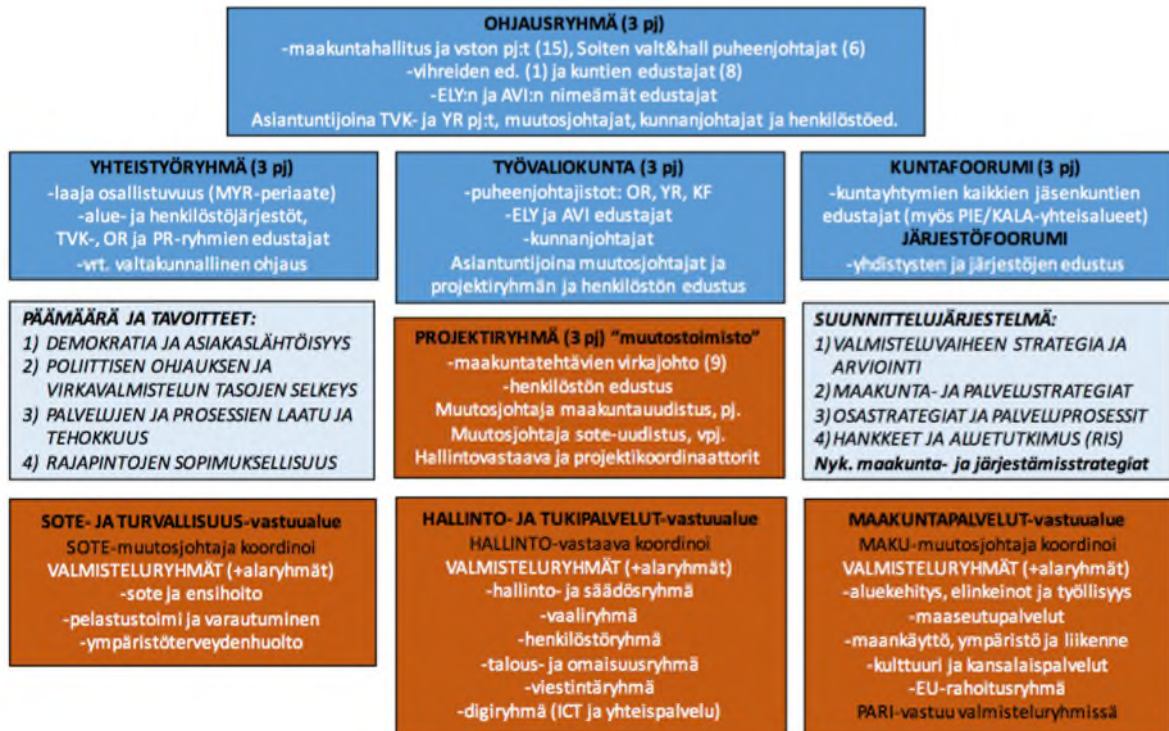 OHJAUSRYHMÄ (3 pj)
-maakuntahallitus ja vston pj:t (15), Soiten valt&hall puheenjohtajat (6)
-vihreiden ed. (1) ja kuntien edustajat (8)
-ELY:n ja AVI:n nimeämät edustajat
Asiantuntijoina TVK- ja YR pj:t, muutosjohtajat, kunnanjohtajat ja henkilöstöed.
YHTEISTYÖRYHMÄ (3 pj)
-laaja osallistuvuus (MYR-periaate)
-alue- ja henkilöstöjärjestöt,
TVK-, OR ja PR-ryhmien edustajat
-vrt. valtakunnallinen ohjaus
TYÖVALIOKUNTA (3 pj)
-puheenjohtajistot: OR, YR, KF
-ELY ja AVI edustajat
-kunnanjohtajat
Asiantuntijoina muutosjohtajat ja
projektiryhmän ja henkilöstön edustus
KUNTAFOORUMI (3 pj)
-kuntayhtymien kaikkien jäsenkuntien
edustajat (myös PIE/KALA-yhteisalueet)
JÄRJESTÖFOORUMI
-yhdistysten ja järjestöjen edustus
PÄÄMÄÄRÄ JA TAVOITTEET:
1) DEMOKRATIA JA ASIAKASLÄHTÖISYYS
2) POLIITTISEN OHJAUKSEN JA
VIRKAVALMISTELUN TASOJEN SELKEYS
3) PALVELUJEN JA PROSESSIEN LAATU JA
TEHOKKUUS
4) RAJAPINTOJEN SOPIMUKSELLISUUS
PROJEKTIRYHMÄ (3 pj) "muutostoimisto"
-maakuntatehtävien virkajohto (9)
-henkilöstön edustus
Muutosjohtaja maakuntauudistus, pj.
Muutosjohtaja sote-uudistus, vpj.
Hallintovastaava ja projektikoordinaattorit
SUUNNITTELUJÄRJESTELMÄ:
1)VALMISTELUVAIHEEN STRATEGIA JA
ARVIOINTI
2)MAAKUNTA- JA PALVELUSTRATEGIAT
3)OSASTRATEGIAT JA PALVELUPROSESSIT
4) HANKKEET JA ALUETUTKIMUS (RIS)
Nyk. maakunta- ja järjestämisstrategiat
SOTE- JA TURVALLISUUS-vastuualue
SOTE-muutosjohtaja koordinoi
VALMISTELURYHMÄT (+alaryhmät)
-sote ja ensihoito
-pelastustoimi ja varautuminen
-ympäristöterveydenhuolto
HALLINTO- JA TUKIPALVELUT-vastuualue
HALLINTO-vastaava koordinoi
VALMISTELURYHMÄT (+alaryhmät)
-hallinto- ja säädösryhmä
-vaaliryhmä
-henkilöstöryhmä
-talous- ja omaisuusryhmä
-viestintäryhmä
-digiryhmä (ICT ja yhteispalvelu)
MAAKUNTAPALVELUT-vastuualue
MAKU-muutosjohtaja koordinoi
VALMISTELURYHMÄT (+alaryhmät)
-aluekehitys, elinkeinot ja työllisyys
-maaseutupalvelut
-maankäyttö, ympäristö ja liikenne
-kulttuuri ja kansalaispalvelut
-EU-rahoitusryhmä
PARI-vastuu valmisteluryhmissä